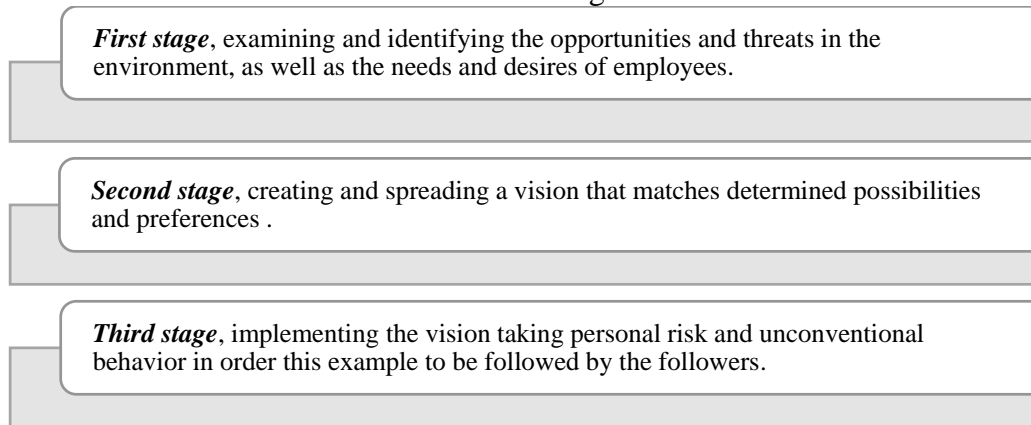 First stage, examining and identifying the opportunities and threats in the
environment, as well as the needs and desires of employees.
Second stage, creating and spreading a vision that matches determined possibilities
and preferences .
Third stage, implementing the vision taking personal risk and unconventional
behavior in order this example to be followed by the followers.